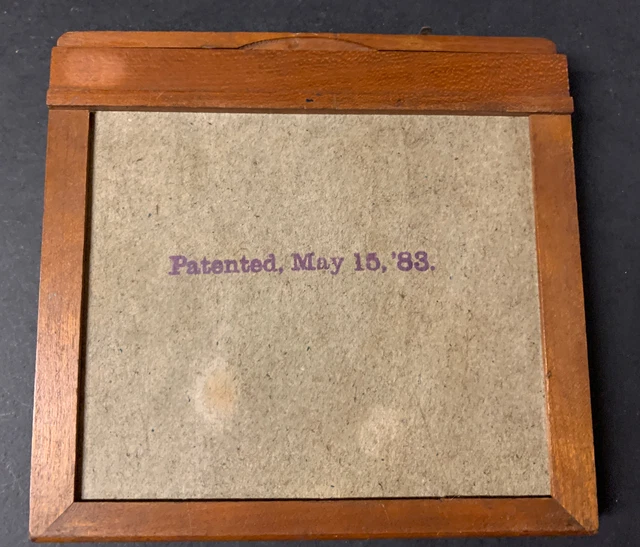 Patented, May 15, '83.